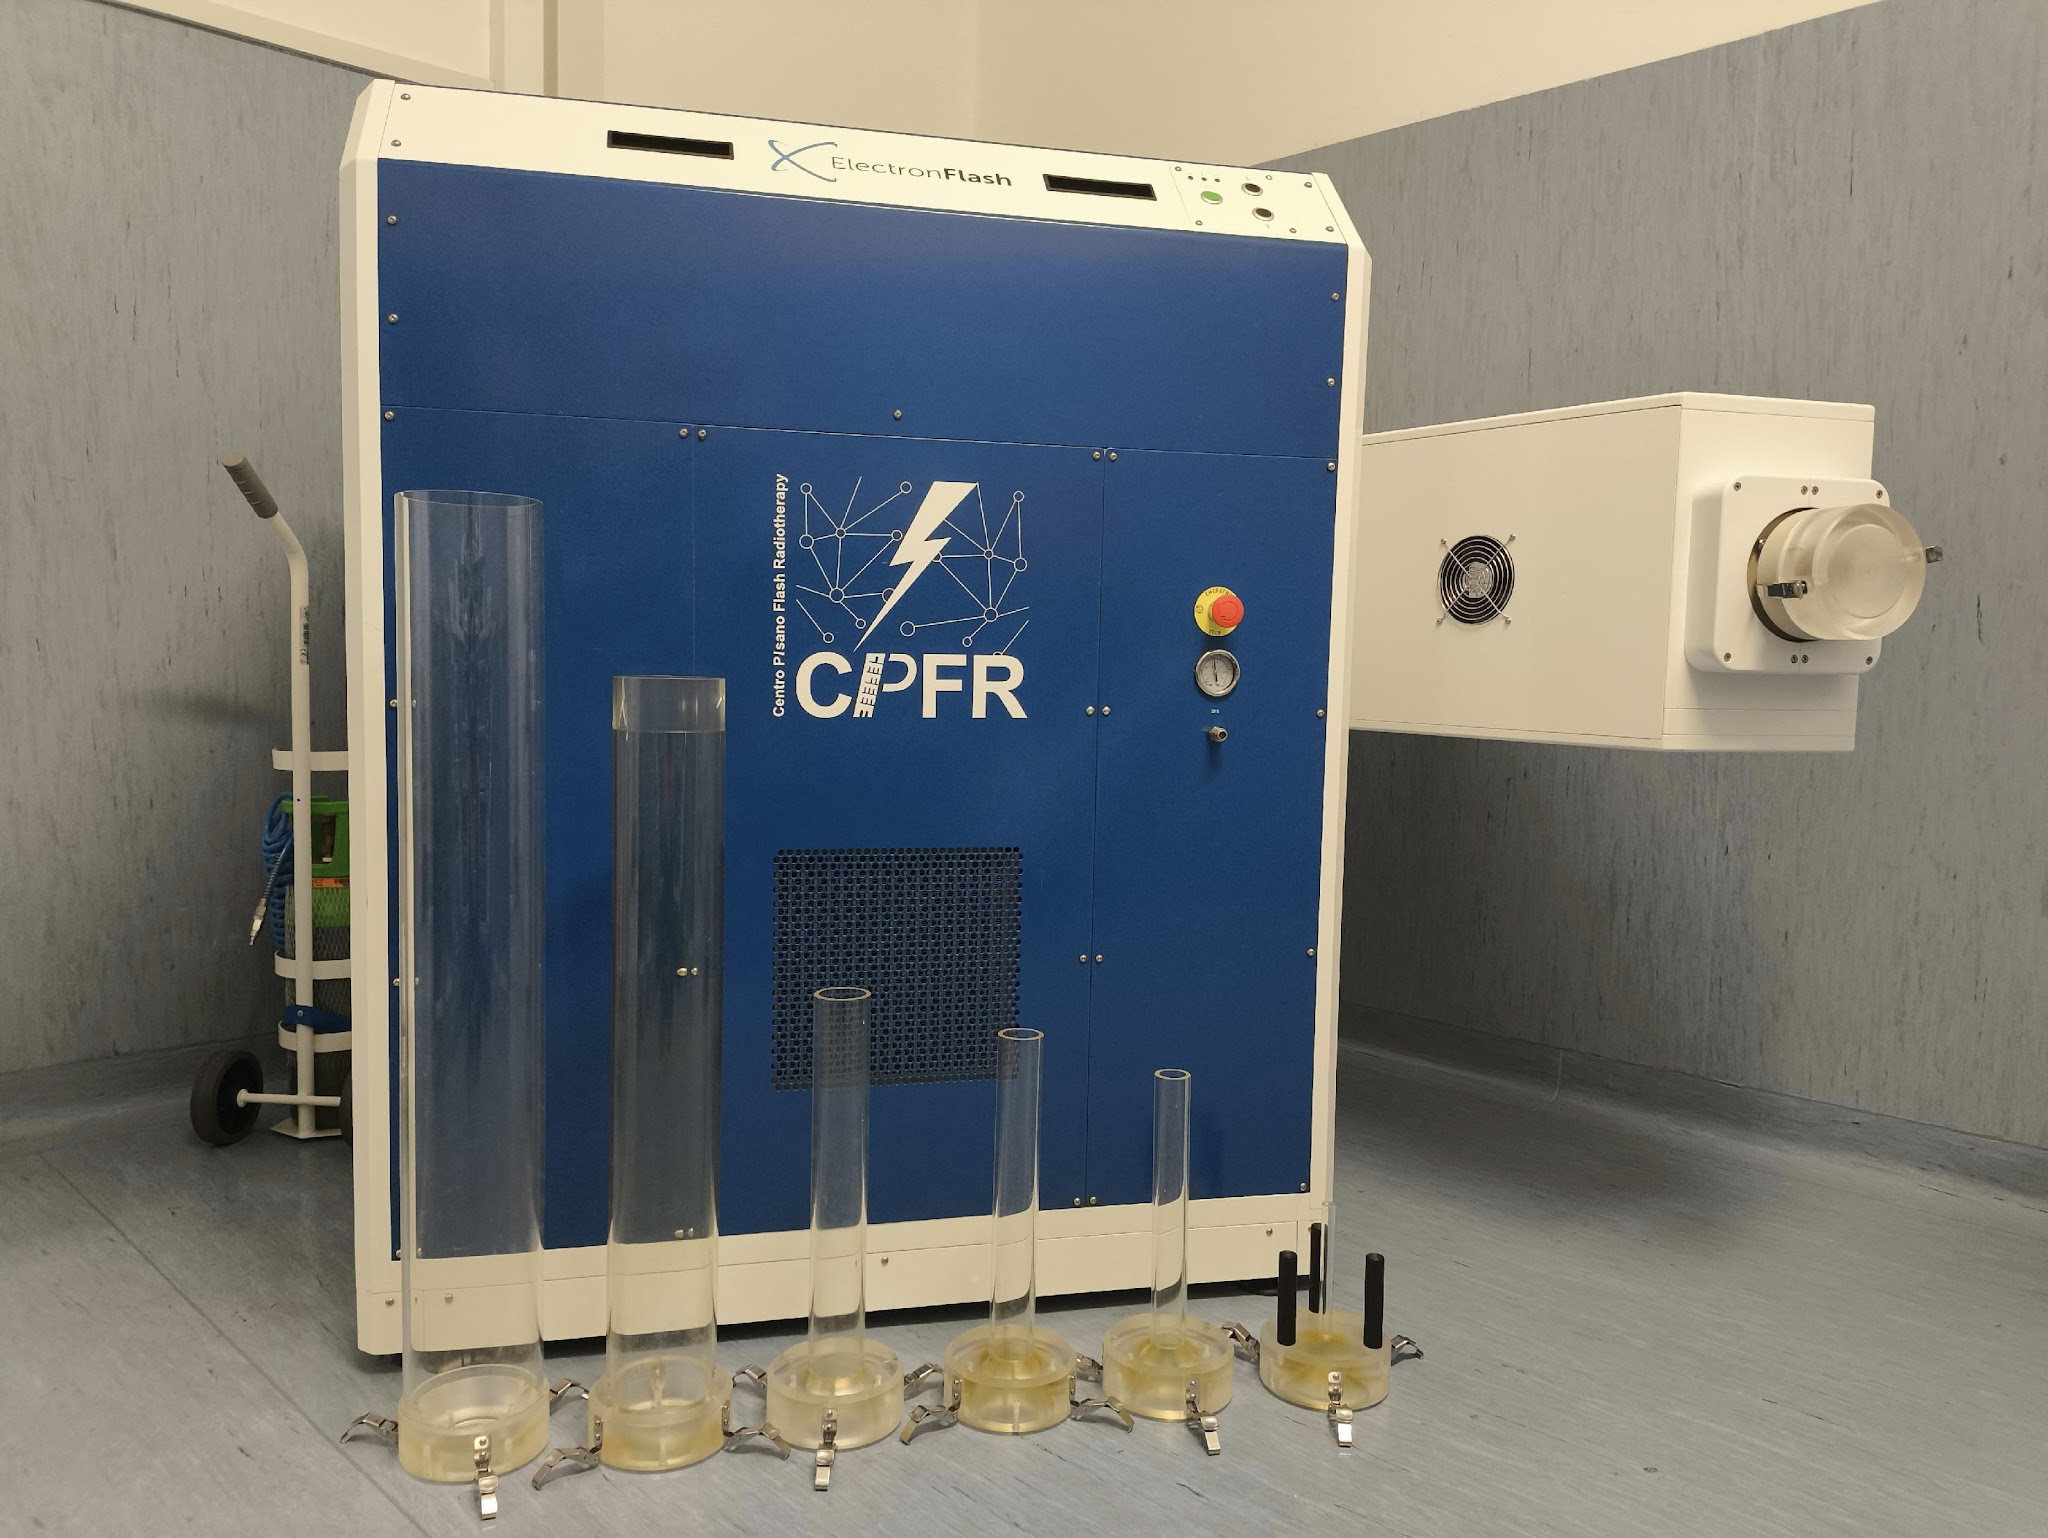 ElectronFlash
Centro PIsano Flash Radiotherapy
CPFR